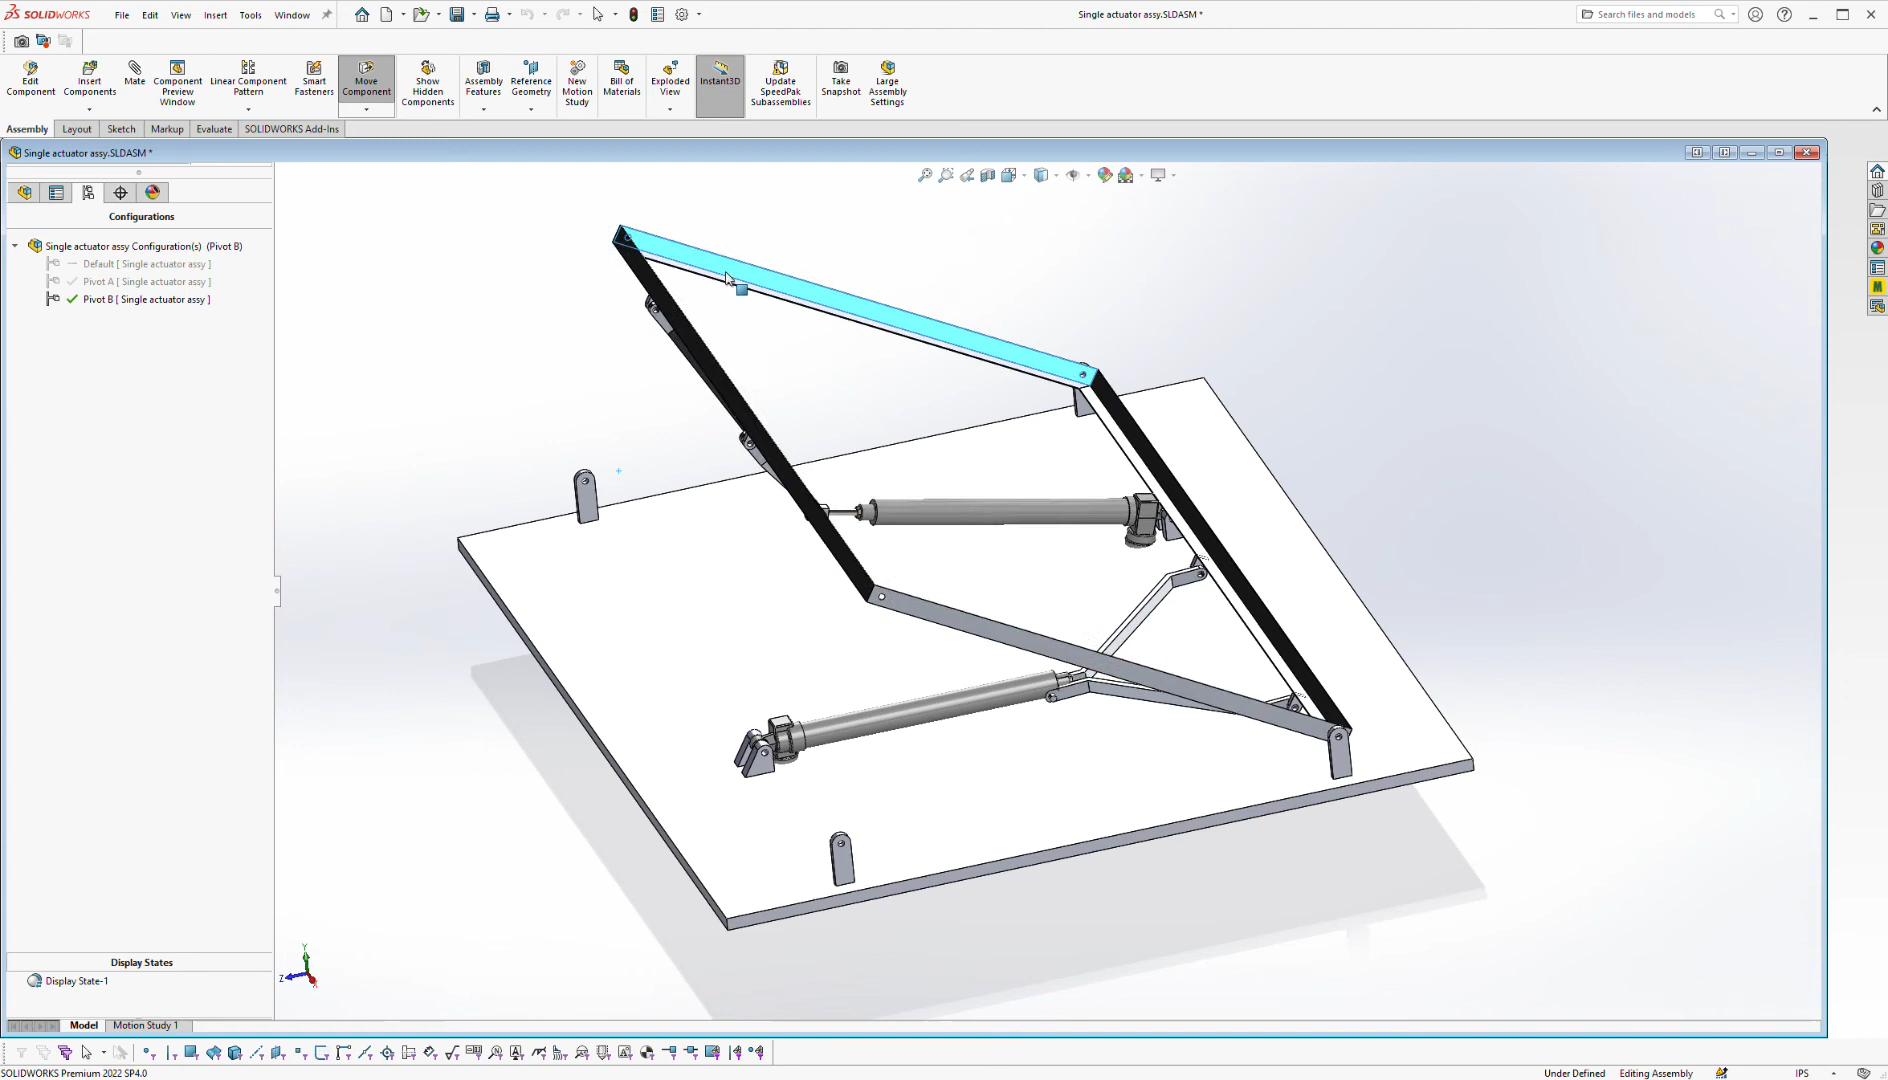 SOLIDWORKS File Edit View Insert Tools Window Single actuator assy.SLDASM * Search files and models
Edit Component
Insert Components
Mate
Component Preview Window
Linear Component Pattern
Smart Fasteners
Move Component
Show Hidden Components
Assembly Features
Reference Geometry
New Motion Study
Bill of Materials
Exploded View
Instant3D
Update SpeedPak Subassemblies
Take Snapshot
Large Assembly Settings
Assembly Layout Sketch Markup Evaluate SOLIDWORKS Add-Ins
Single actuator assy.SLDASM *
Configurations
Single actuator assy Configuration(s) (Pivot B)
Default [ Single actuator assy ]
Pivot A [ Single actuator assy ]
Pivot B [ Single actuator assy ]
Display States
Display State-1
Y
Z
X
Model Motion Study 1
SOLIDWORKS Premium 2022 SP4.0 Under Defined Editing Assembly IPS